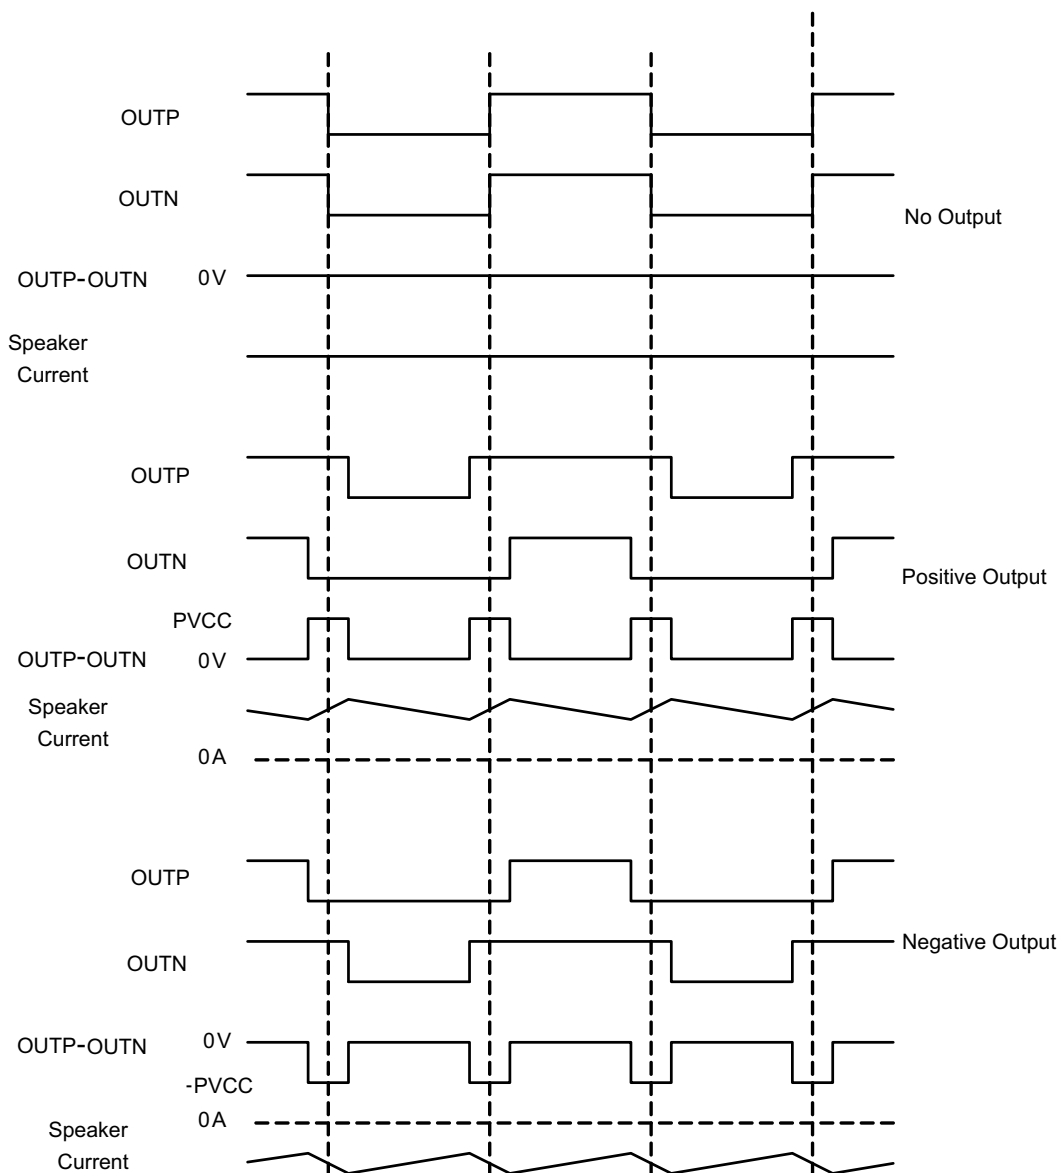 OUTP
OUTN
No Output
OUTP-OUTN 0V
Speaker
Current
OUTP
OUTN
Positive Output
PVCC
OUTP-OUTN 0V
Speaker
Current
0A
OUTP
Negative Output
OUTN
OUTP-OUTN 0V
-PVCC
0A
Speaker
Current